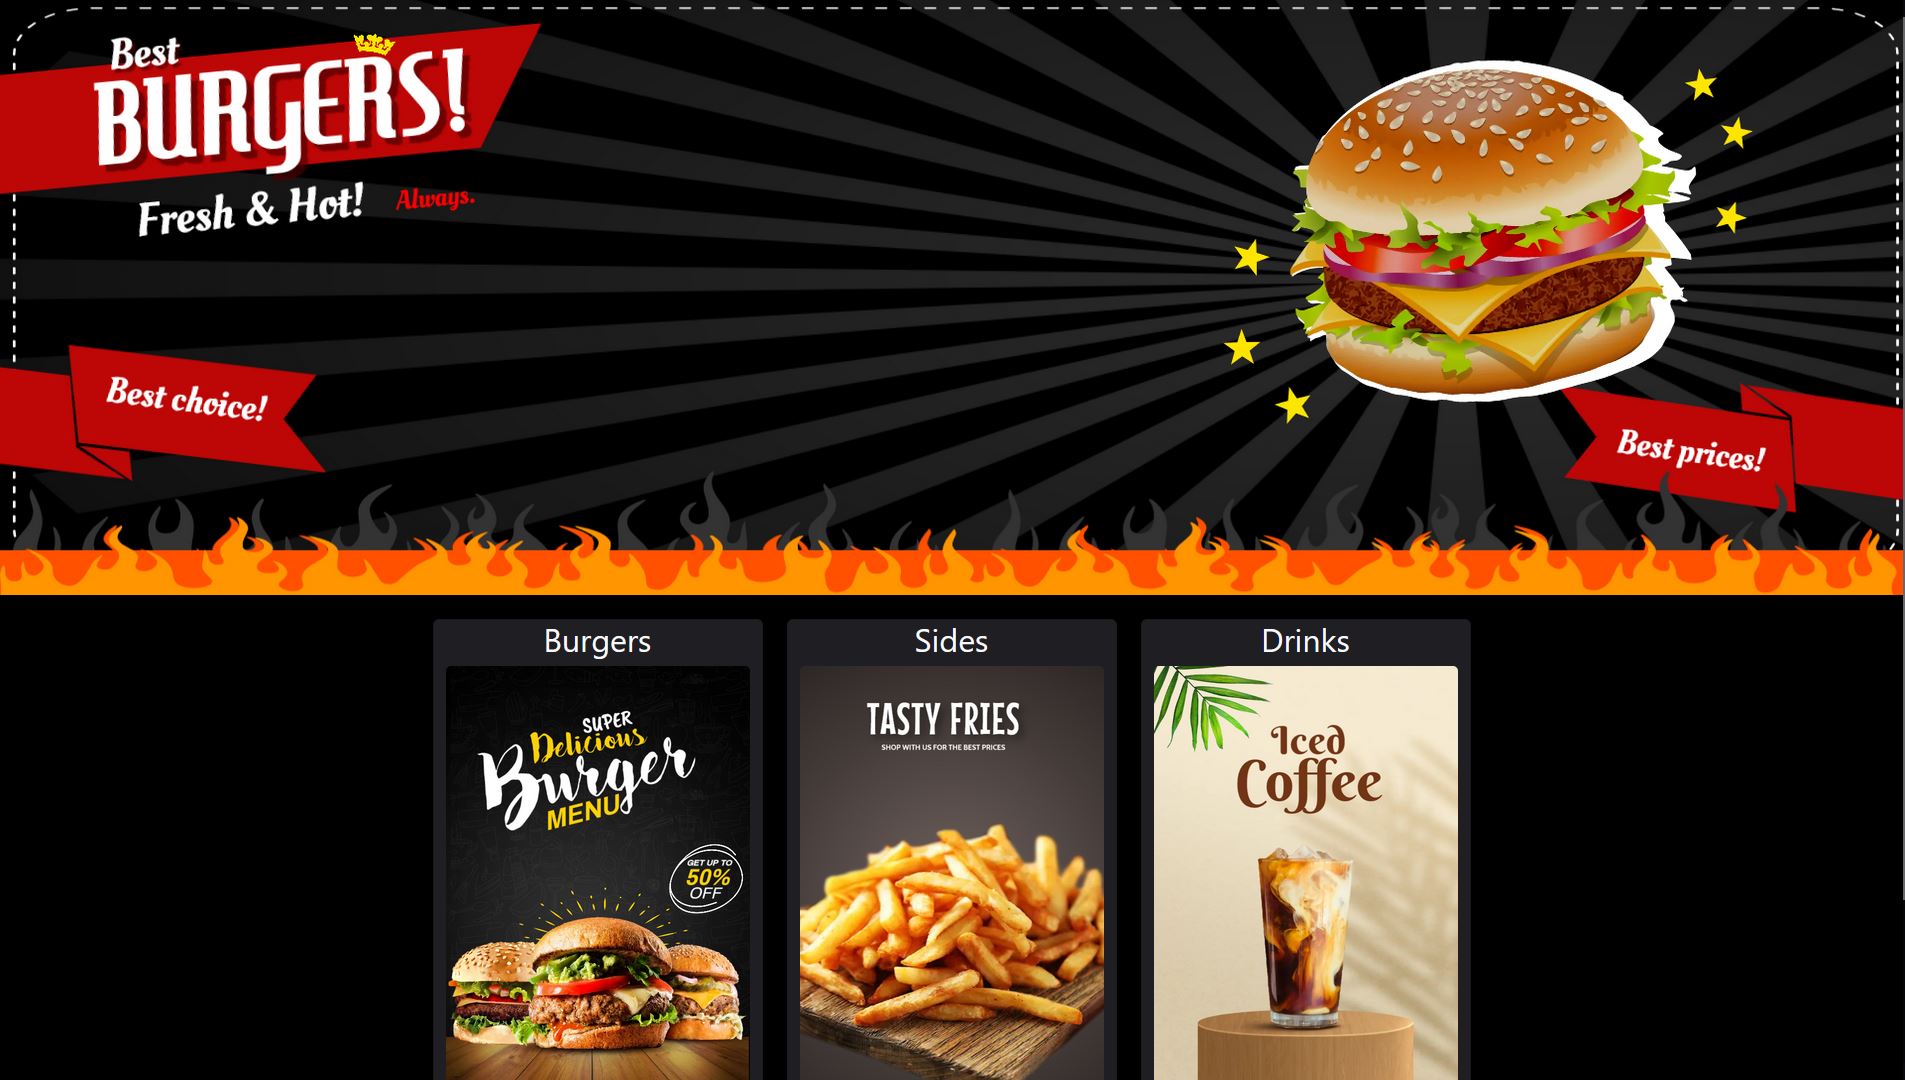 Best
BURGERS!
Fresh & Hot! Always.
Best choice!
Best prices!
Burgers
SUPER
Delicious
Burger
MENU
GET UP TO
50%
OFF
Sides
TASTY FRIES
SHOP WITH US FOR THE BEST PRICES
Drinks
Iced
Coffee